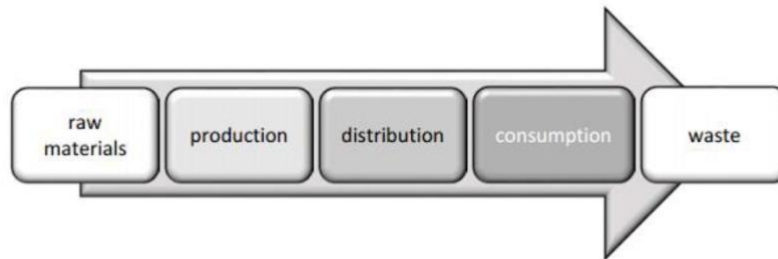 raw
materials
production
distribution
consumption
waste